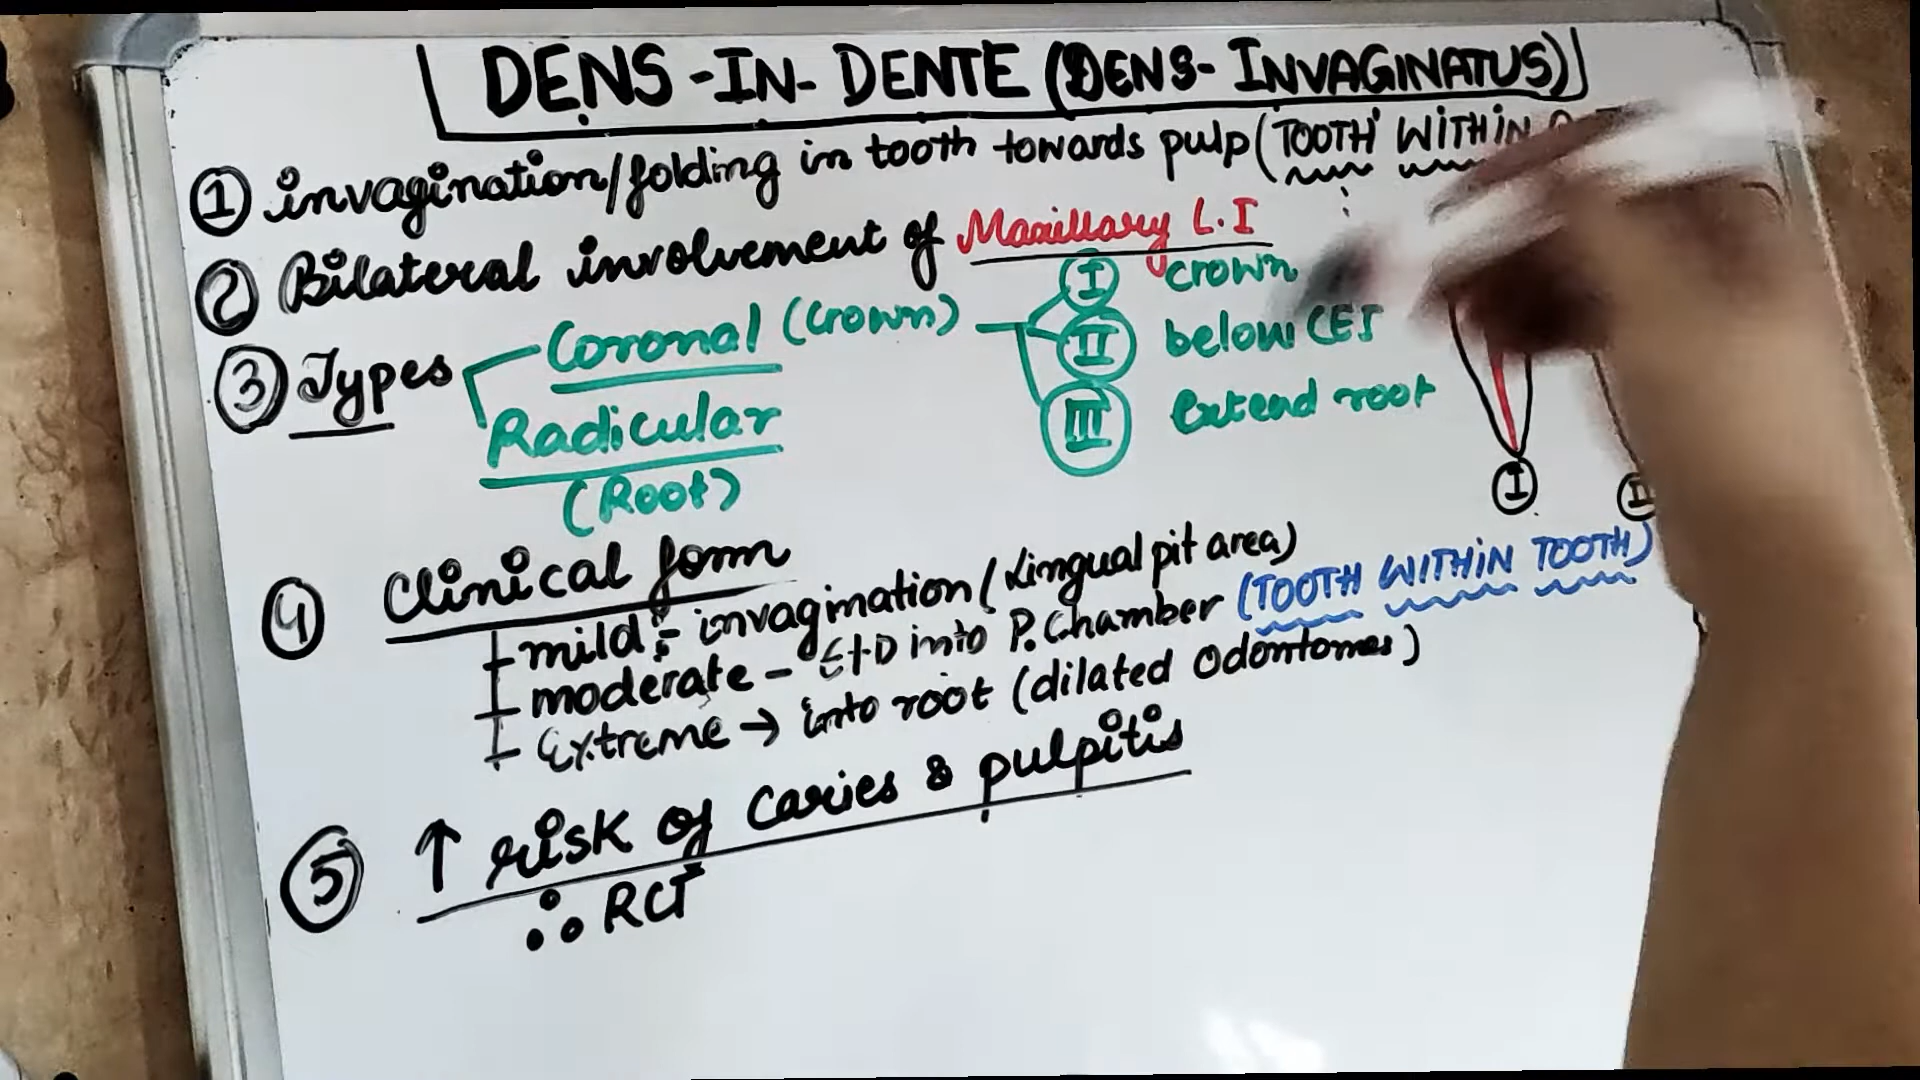 DENS-IN-DENTE (DENS-INVAGINATUS)
① invagination/folding in tooth towards pulp (TOOTH WITHIN
② Bilateral involvement of Maxillary L.I
③ Types
Coronal (Crown)
Radicular
(Root)
Ⓘ crown
Ⅱ below CEJ
Ⅲ Extend root
I
④ Clinical form
mild :- invagination (Lingual pit area)
moderate - E+D into P.Chamber (TOOTH WITHIN TOOTH)
Extreme → into root (dilated Odontomes)
⑤ ↑ risk of Caries & pulpitis
∴ RCT